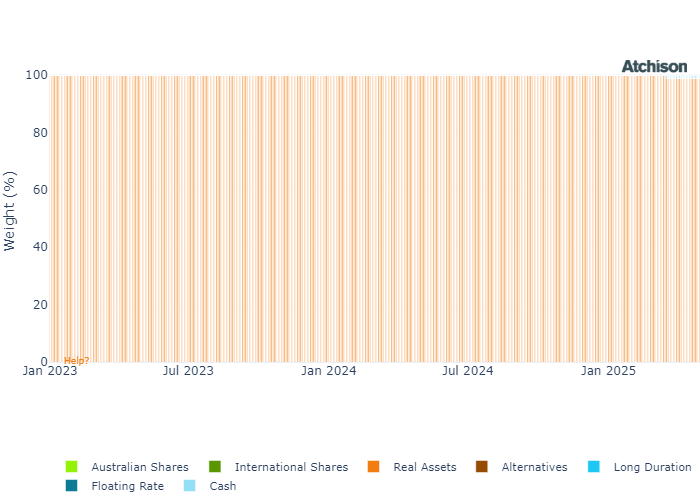 Atchison
100
80
60
40
20
0
Weight (%)
Help?
Jan 2023 Jul 2023 Jan 2024 Jul 2024 Jan 2025
Australian Shares International Shares Real Assets Alternatives Long Duration
Floating Rate Cash